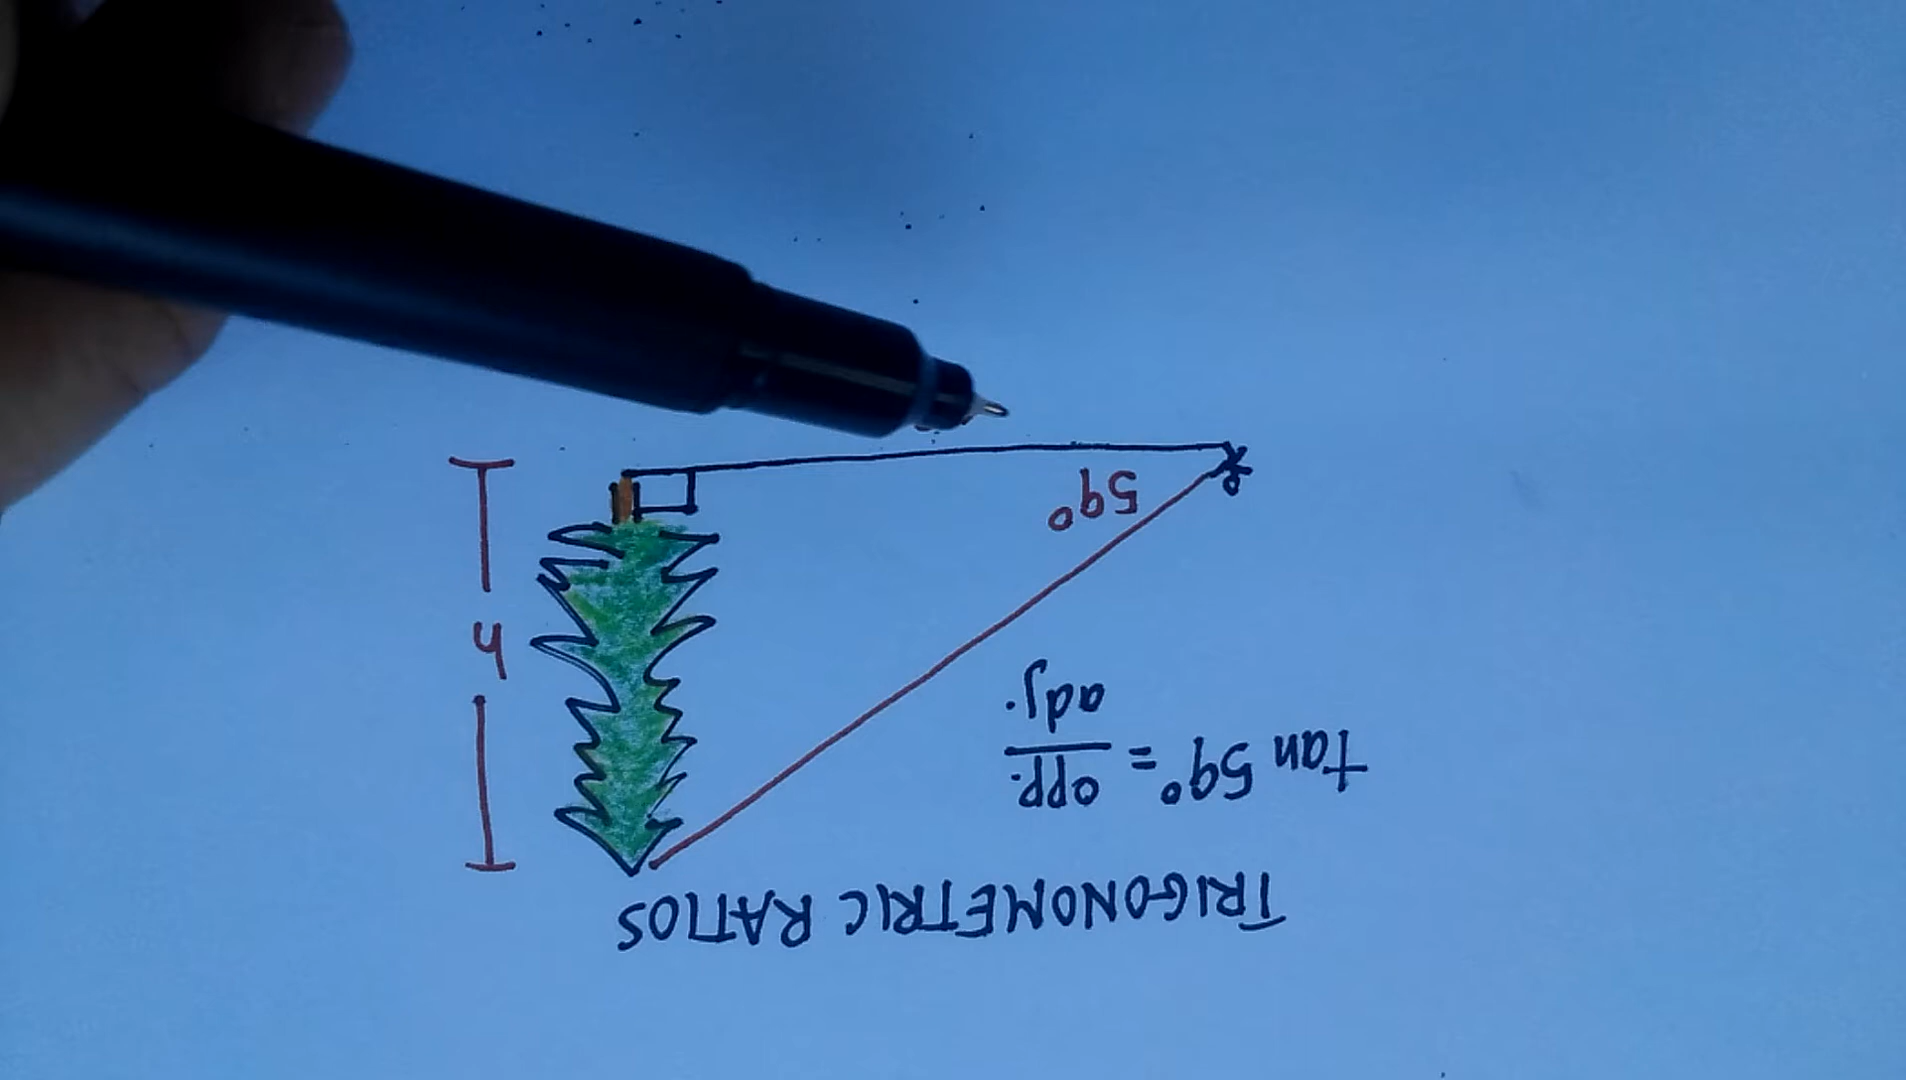 TRIGONOMETRIC RATIOS
tan 59° = opp.
adj.
59°
h